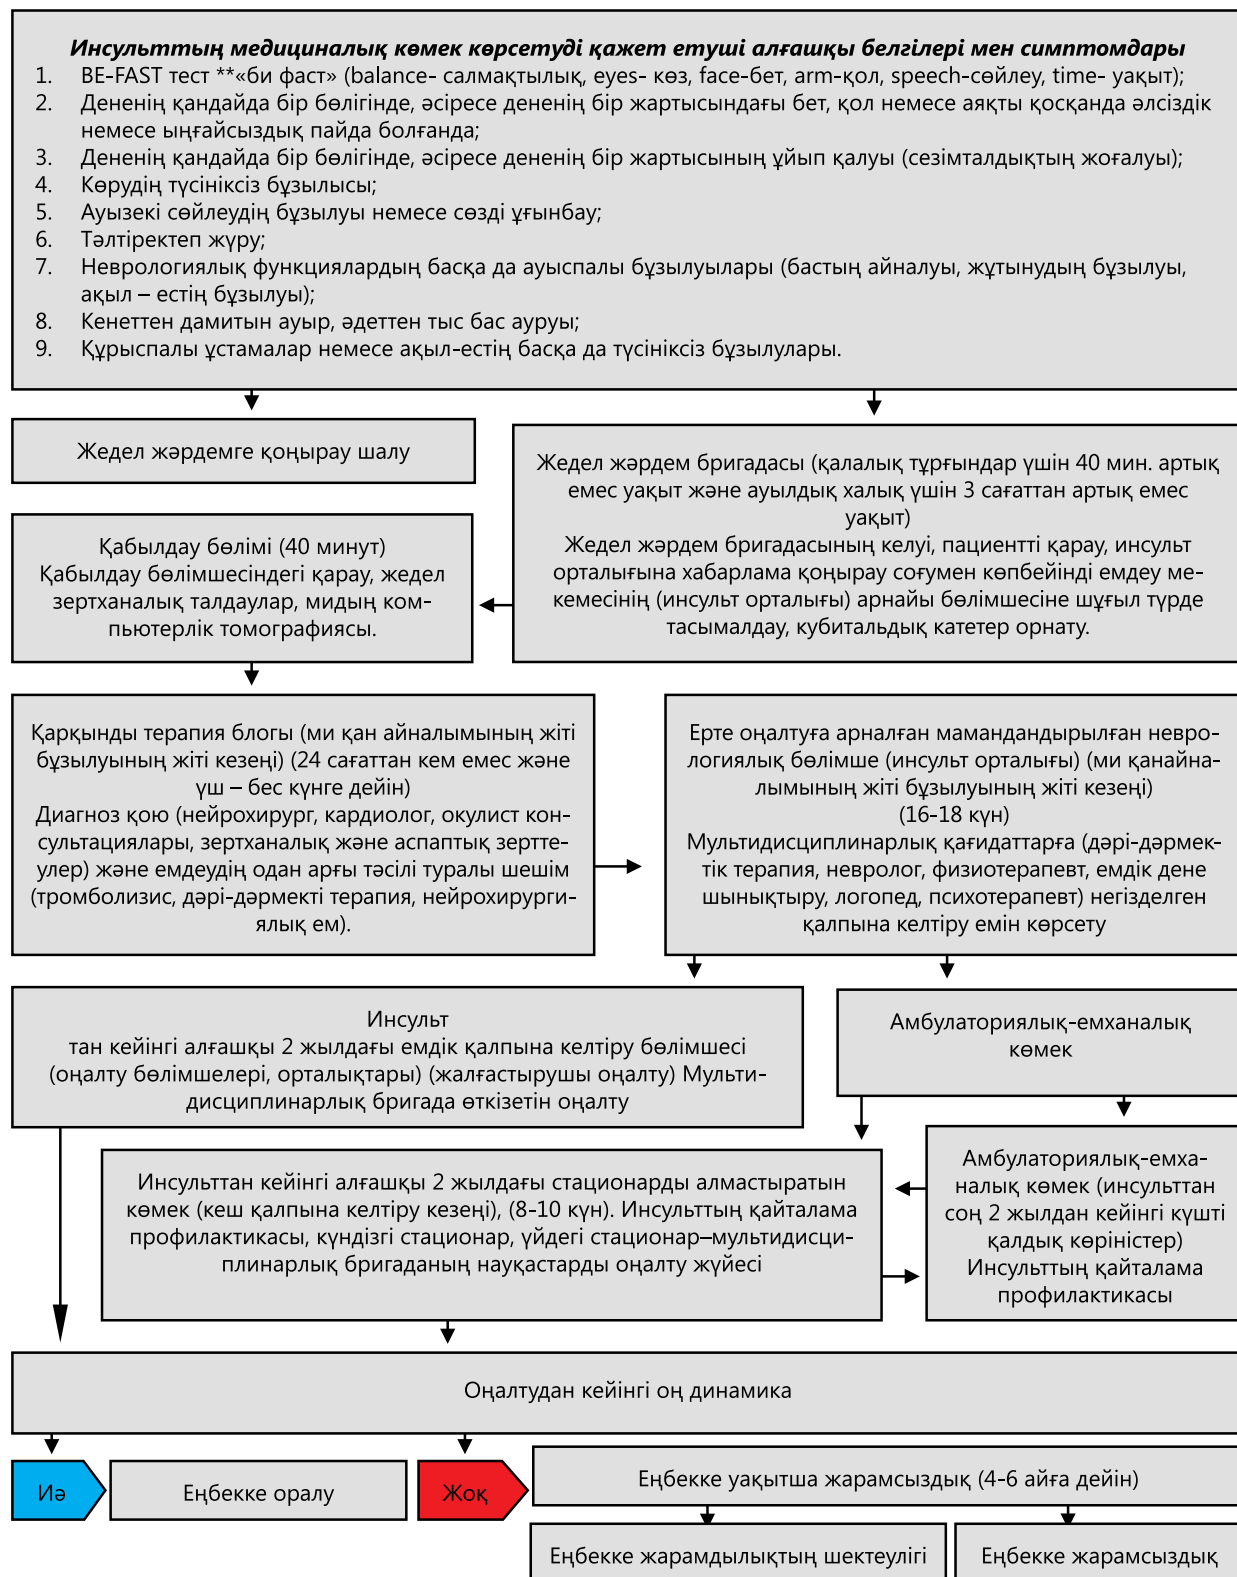 Инсульттың медициналық көмек көрсетуді қажет етуші алғашқы белгілері мен симптомдары
1. BE-FAST тест **«би фаст» (balance- салмақтылық, eyes- көз, face-бет, arm-қол, speech-сөйлеу, time- уақыт);
2. Дененің қандайда бір бөлігінде, әсіресе дененің бір жартысындағы бет, қол немесе аяқты қосқанда әлсіздік
немесе ыңғайсыздық пайда болғанда;
3. Дененің қандайда бір бөлігінде, әсіресе дененің бір жартысының ұйып қалуы (сезімталдықтың жоғалуы);
4. Көрудің түсініксіз бұзылысы;
5. Ауызекі сөйлеудің бұзылуы немесе сөзді ұғынбау;
6. Тәлтіректеп жүру;
7. Неврологиялық функциялардың басқа да ауыспалы бұзылуылары (бастың айналуы, жұтынудың бұзылуы,
ақыл – естің бұзылуы);
8. Кенеттен дамитын ауыр, әдеттен тыс бас ауруы;
9. Құрыспалы ұстамалар немесе ақыл-естің басқа да түсініксіз бұзылулары.
Жедел жәрдемге қоңырау шалу
Жедел жәрдем бригадасы (қалалық тұрғындар үшін 40 мин. артық
емес уақыт және ауылдық халық үшін 3 сағаттан артық емес
уақыт)
Жедел жәрдем бригадасының келуі, пациентті қарау, инсульт
орталығына хабарлама қоңырау соғумен көпбейінді емдеу ме-
кемесінің (инсульт орталығы) арнайы бөлімшесіне шұғыл түрде
тасымалдау, кубитальдық катетер орнату.
Қабылдау бөлімі (40 минут)
Қабылдау бөлімшесіндегі қарау, жедел
зертханалық талдаулар, мидың ком-
пьютерлік томографиясы.
Қарқынды терапия блогы (ми қан айналымының жіті
бұзылуының жіті кезеңі) (24 сағаттан кем емес және
үш – бес күнге дейін)
Диагноз қою (нейрохирург, кардиолог, окулист кон-
сультациялары, зертханалық және аспаптық зертте-
улер) және емдеудің одан арғы тәсілі туралы шешім
(тромболизис, дәрі-дәрмекті терапия, нейрохирурги-
ялық ем).
Ерте оңалтуға арналған мамандандырылған невро-
логиялық бөлімше (инсульт орталығы) (ми қанайна-
лымының жіті бұзылуының жіті кезеңі)
(16-18 күн)
Мультидисциплинарлық қағидаттарға (дәрі-дәрмек-
тік терапия, невролог, физиотерапевт, емдік дене
шынықтыру, логопед, психотерапевт) негізделген
қалпына келтіру емін көрсету
Инсульт
тан кейінгі алғашқы 2 жылдағы емдік қалпына келтіру бөлімшесі
(оңалту бөлімшелері, орталықтары) (жалғастырушы оңалту) Мульти-
дисциплинарлық бригада өткізетін оңалту
Амбулаториялық-емханалық
көмек
Инсульттан кейінгі алғашқы 2 жылдағы стационарды алмастыратын
көмек (кеш қалпына келтіру кезеңі), (8-10 күн). Инсульттың қайталама
профилактикасы, күндізгі стационар, үйдегі стационар–мультидисци-
плинарлық бригаданың науқастарды оңалту жүйесі
Амбулаториялық-емха-
налық көмек (инсульттан
соң 2 жылдан кейінгі күшті
қалдық көріністер)
Инсульттың қайталама
профилактикасы
Оңалтудан кейінгі оң динамика
Иә
Еңбекке оралу
Жоқ
Еңбекке уақытша жарамсыздық (4-6 айға дейін)
Еңбекке жарамдылықтың шектеулігі
Еңбекке жарамсыздық